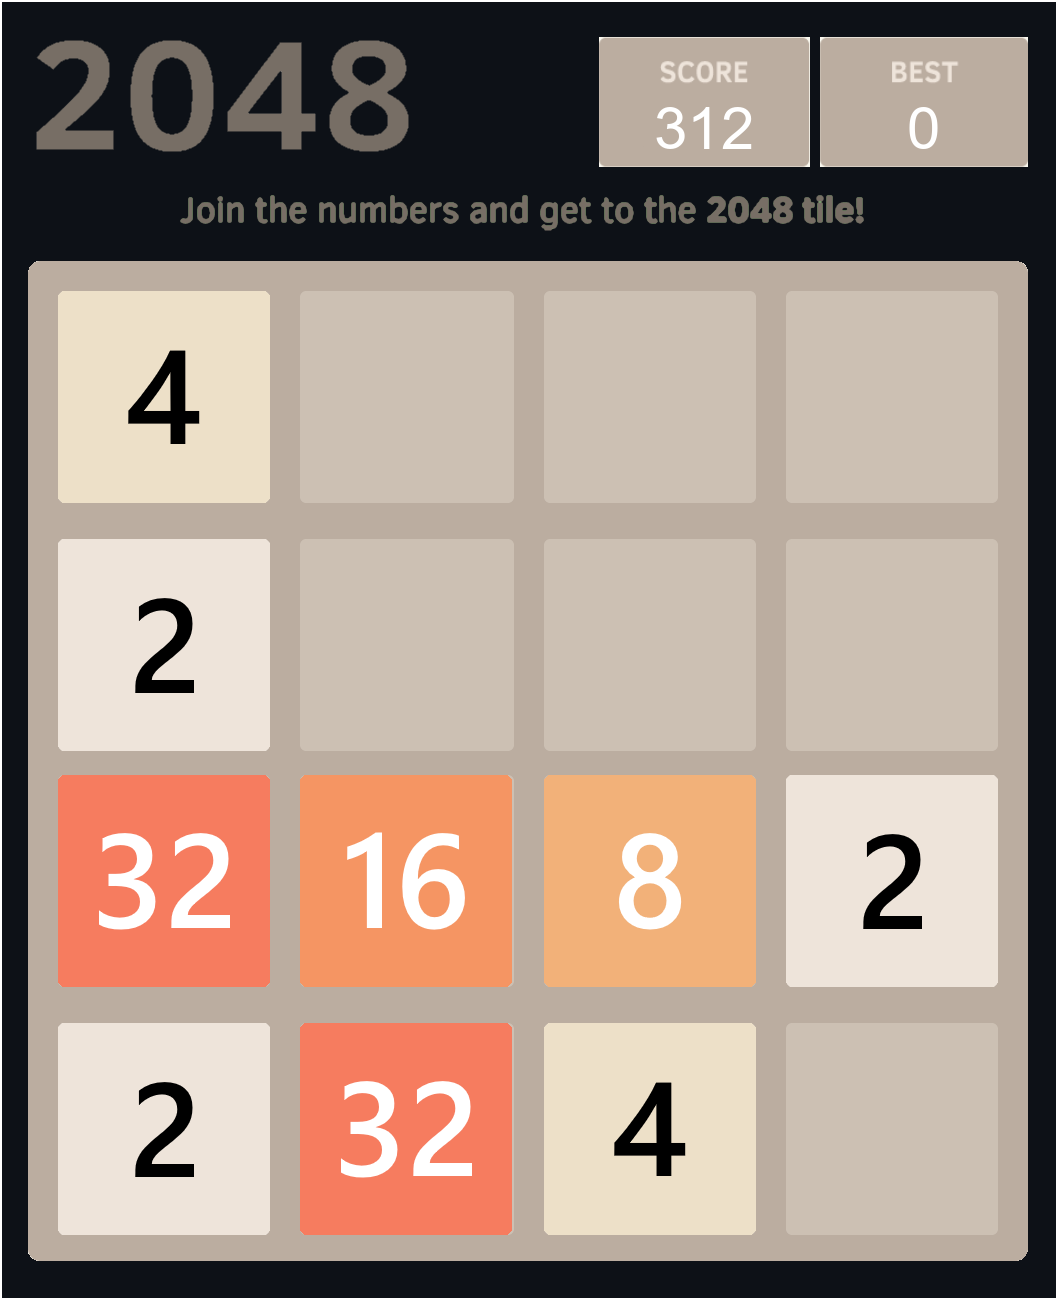 2048
SCORE BEST
312 0
Join the numbers and get to the 2048 tile!
4
2
32 16 8 2
2 32 4